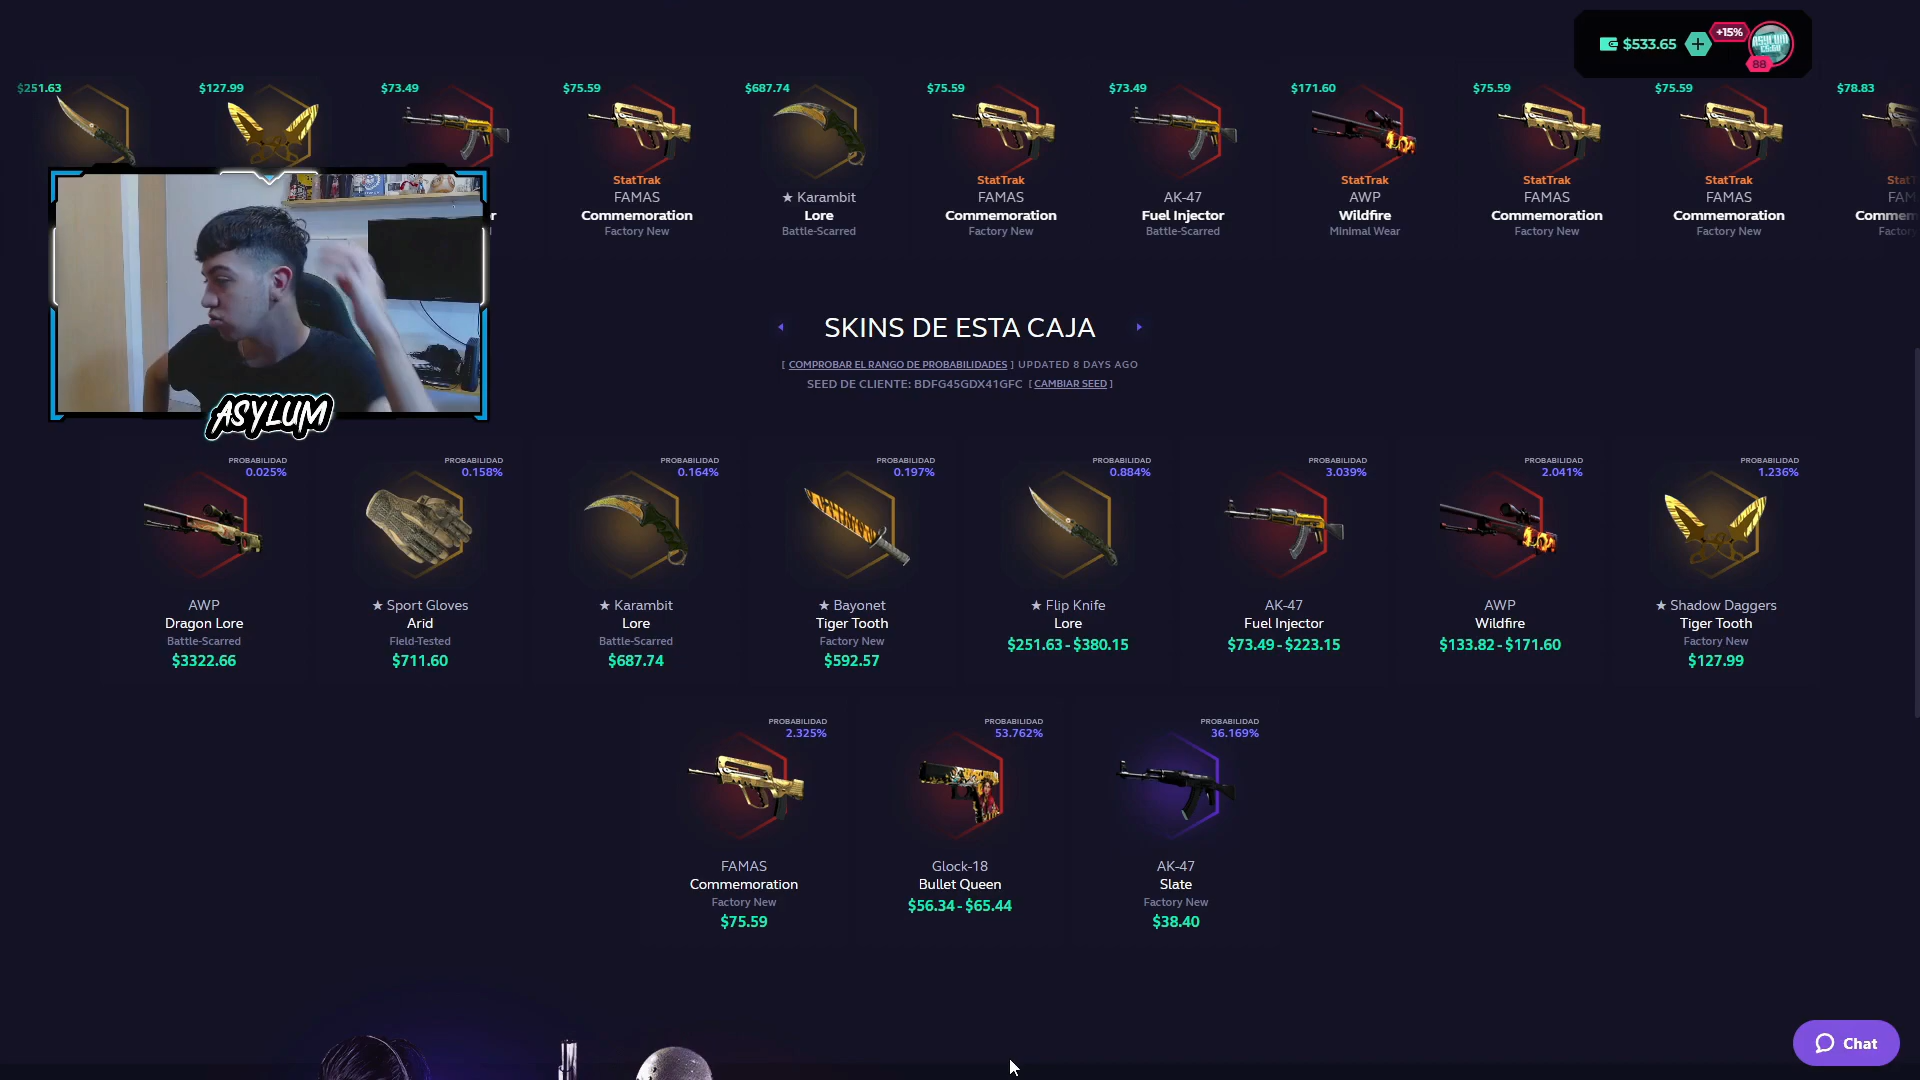 $533.65
+15%
88
$251.63
$127.99
$73.49
$75.59
StatTrak
FAMAS
Commemoration
Factory New
$687.74
★ Karambit
Lore
Battle-Scarred
$75.59
StatTrak
FAMAS
Commemoration
Factory New
$73.49
AK-47
Fuel Injector
Battle-Scarred
$171.60
StatTrak
AWP
Wildfire
Minimal Wear
$75.59
StatTrak
FAMAS
Commemoration
Factory New
$75.59
StatTrak
FAMAS
Commemoration
Factory New
$78.83
ASYLUM
SKINS DE ESTA CAJA
[ COMPROBAR EL RANGO DE PROBABILIDADES ] UPDATED 8 DAYS AGO
SEED DE CLIENTE: BDFG45GDX41GFC [ CAMBIAR SEED ]
PROBABILIDAD
0.025%
AWP
Dragon Lore
Battle-Scarred
$3322.66
PROBABILIDAD
0.158%
★ Sport Gloves
Arid
Field-Tested
$711.60
PROBABILIDAD
0.164%
★ Karambit
Lore
Battle-Scarred
$687.74
PROBABILIDAD
0.197%
★ Bayonet
Tiger Tooth
Factory New
$592.57
PROBABILIDAD
0.884%
★ Flip Knife
Lore
$251.63 - $380.15
PROBABILIDAD
3.039%
AK-47
Fuel Injector
$73.49 - $223.15
PROBABILIDAD
2.041%
AWP
Wildfire
$133.82 - $171.60
PROBABILIDAD
1.236%
★ Shadow Daggers
Tiger Tooth
Factory New
$127.99
PROBABILIDAD
2.325%
FAMAS
Commemoration
Factory New
$75.59
PROBABILIDAD
53.762%
Glock-18
Bullet Queen
$56.34 - $65.44
PROBABILIDAD
36.169%
AK-47
Slate
Factory New
$38.40
Chat